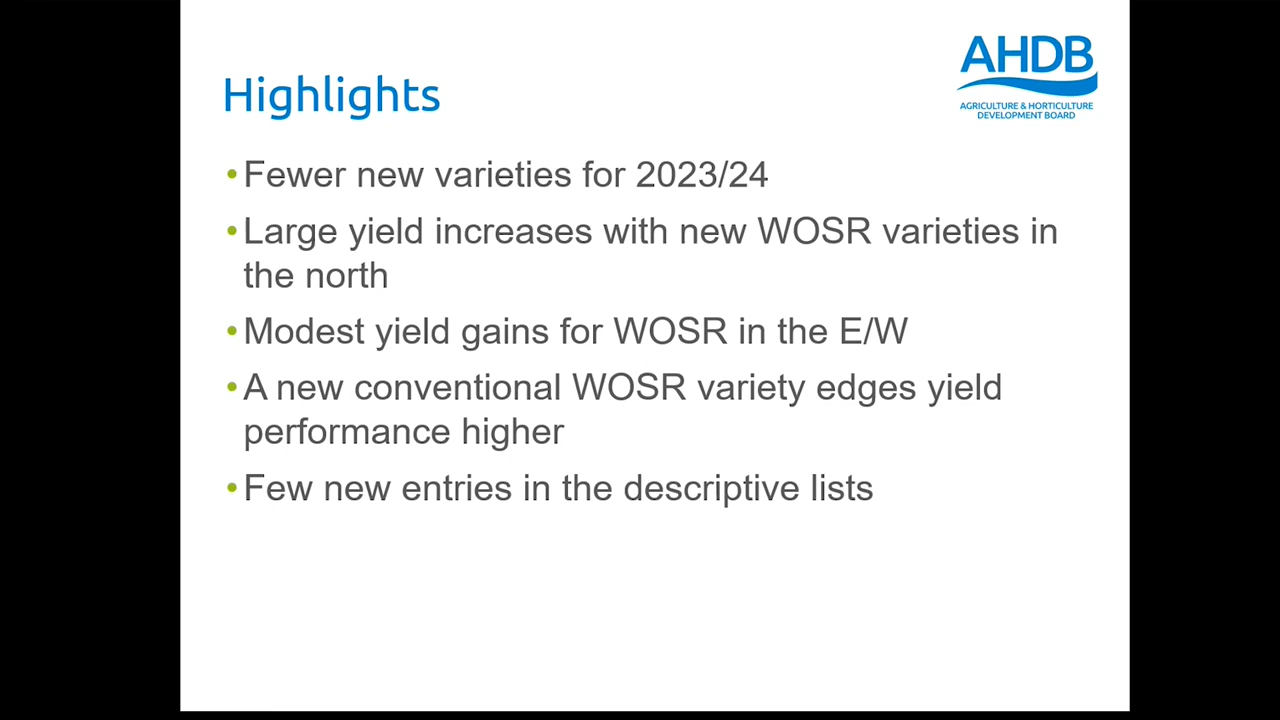 AHDB
AGRICULTURE & HORTICULTURE
DEVELOPMENT BOARD
Highlights
•Fewer new varieties for 2023/24
•Large yield increases with new WOSR varieties in
the north
•Modest yield gains for WOSR in the E/W
•A new conventional WOSR variety edges yield
performance higher
•Few new entries in the descriptive lists